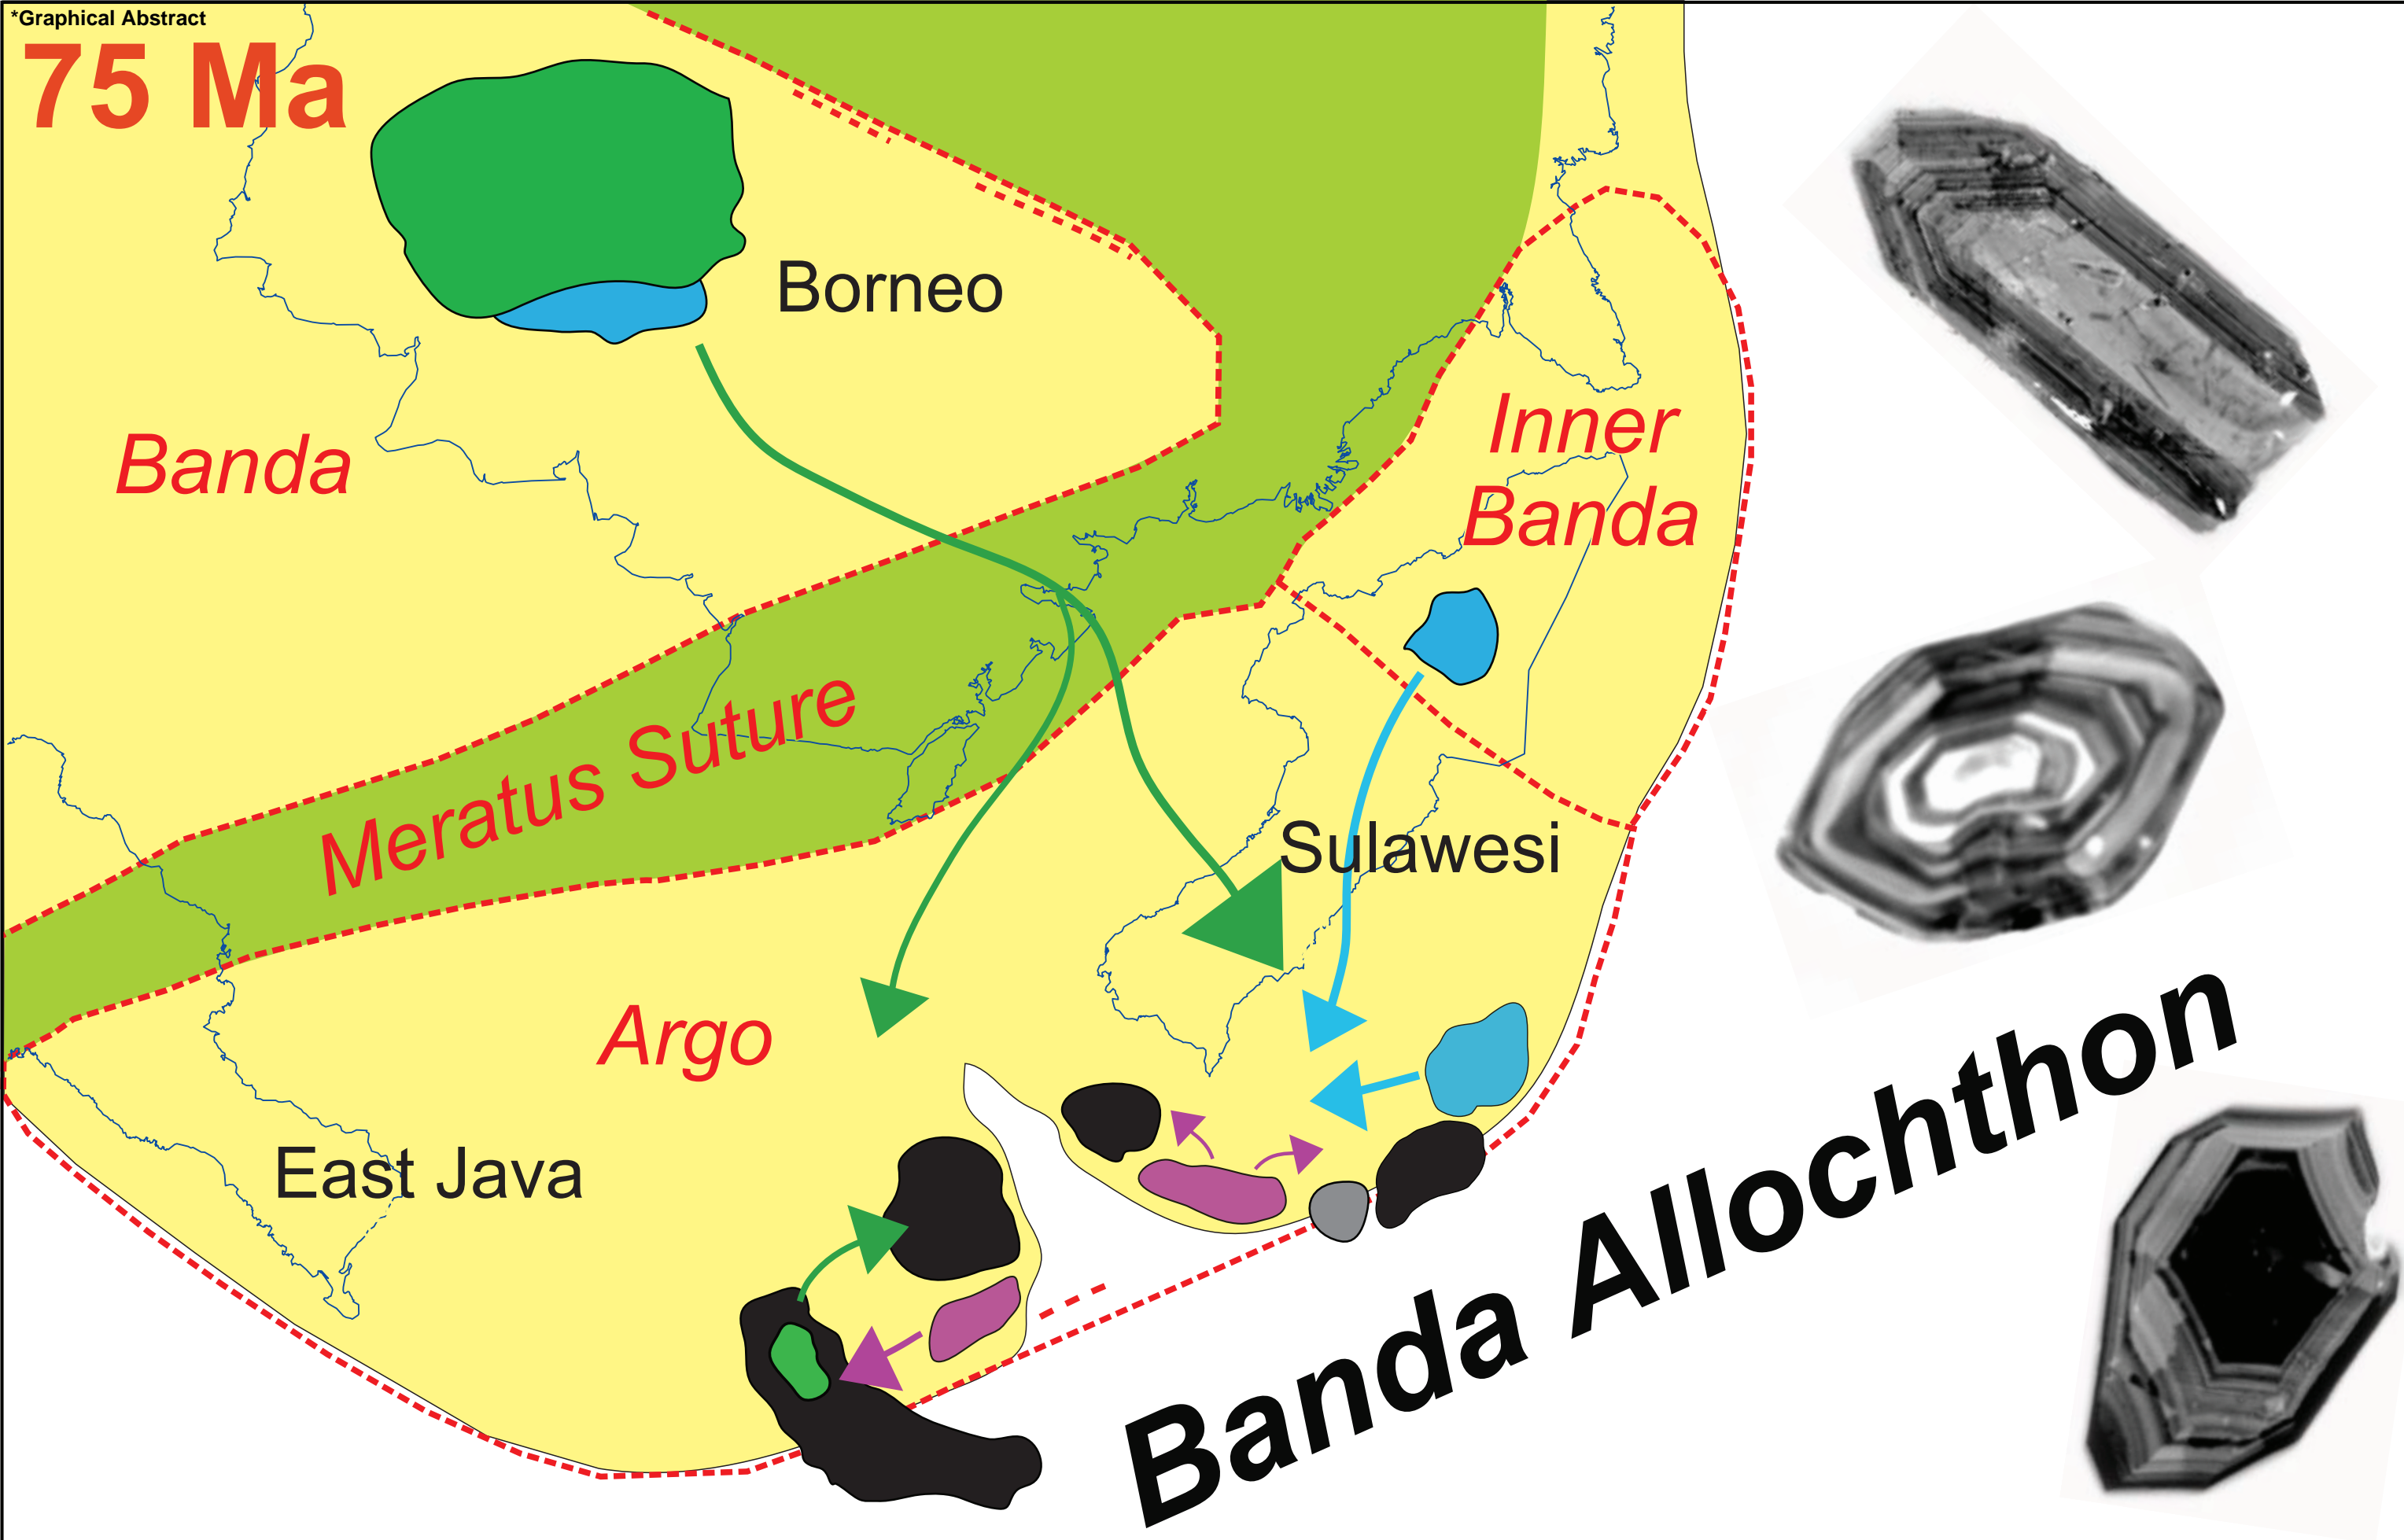 *Graphical Abstract
75 Ma
Borneo
Banda
Inner
Banda
Meratus Suture
Sulawesi
Argo
East Java
Banda Allochthon